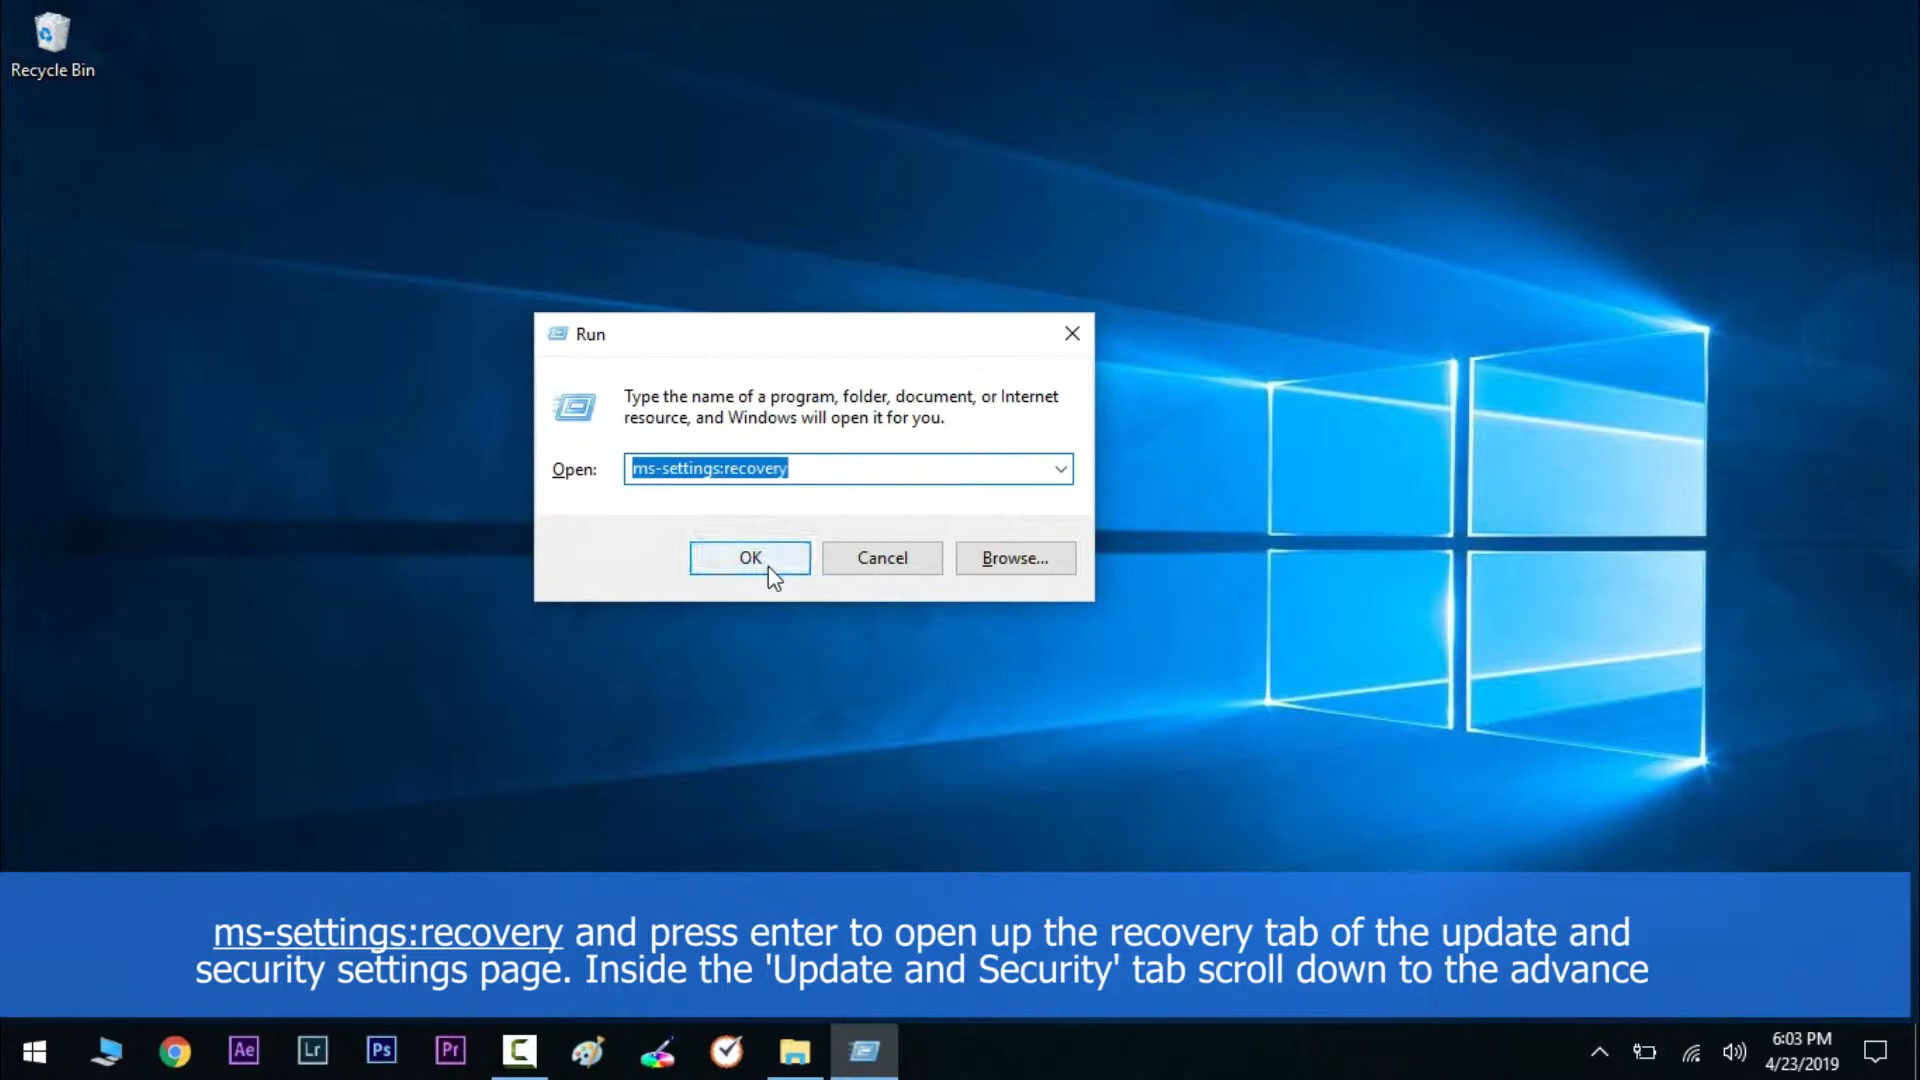 Recycle Bin
Run
Type the name of a program, folder, document, or Internet
resource, and Windows will open it for you.
Open:
ms-settings:recovery
OK
Cancel
Browse...
ms-settings:recovery and press enter to open up the recovery tab of the update and
security settings page. Inside the 'Update and Security' tab scroll down to the advance
Ae
Lr
Ps
Pr
C
6:03 PM
4/23/2019